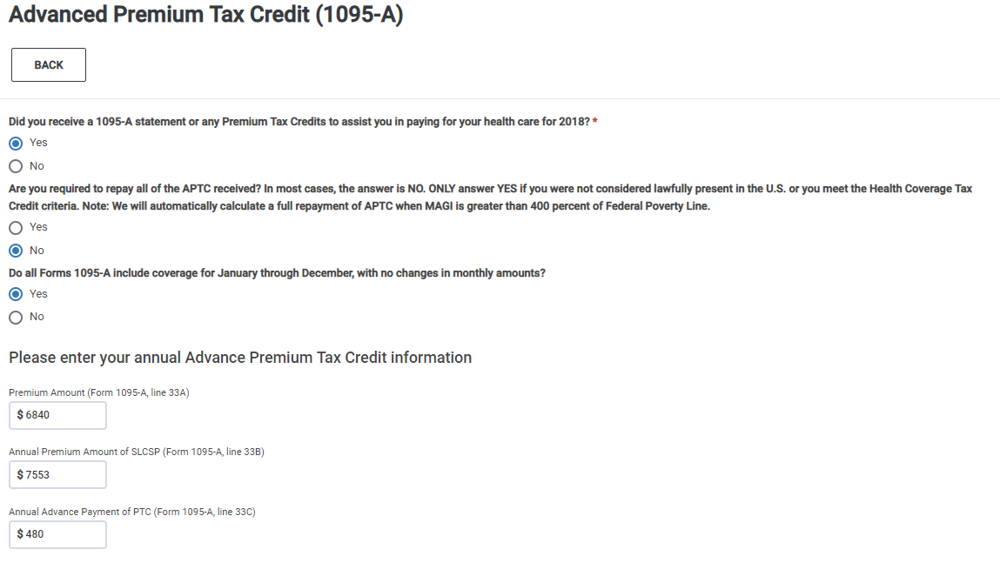 Advanced Premium Tax Credit (1095-A)
BACK
Did you receive a 1095-A statement or any Premium Tax Credits to assist you in paying for your health care for 2018? *
Yes
No
Are you required to repay all of the APTC received? In most cases, the answer is NO. ONLY answer YES if you were not considered lawfully present in the U.S. or you meet the Health Coverage Tax
Credit criteria. Note: We will automatically calculate a full repayment of APTC when MAGI is greater than 400 percent of Federal Poverty Line.
Yes
No
Do all Forms 1095-A include coverage for January through December, with no changes in monthly amounts?
Yes
No
Please enter your annual Advance Premium Tax Credit information
Premium Amount (Form 1095-A, line 33A)
$ 6840
Annual Premium Amount of SLCSP (Form 1095-A, line 33B)
$ 7553
Annual Advance Payment of PTC (Form 1095-A, line 33C)
$ 480